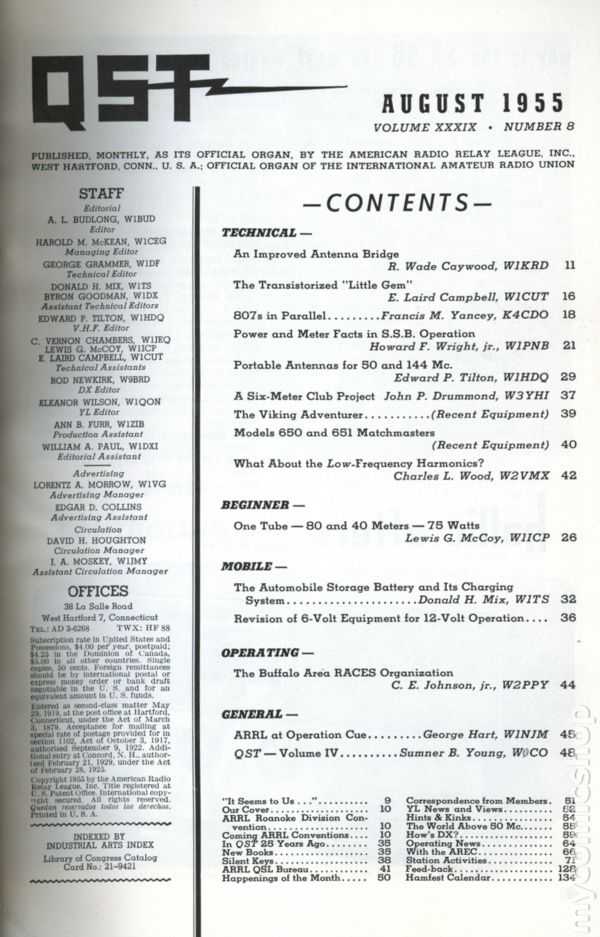 QST
AUGUST 1955
VOLUME XXXIX • NUMBER 8
PUBLISHED, MONTHLY, AS ITS OFFICIAL ORGAN, BY THE AMERICAN RADIO RELAY LEAGUE, INC.,
WEST HARTFORD, CONN., U. S. A.; OFFICIAL ORGAN OF THE INTERNATIONAL AMATEUR RADIO UNION
STAFF
Editorial
A. L. BUDLONG, W1BUD
Editor
HAROLD M. McKEAN, W1CEG
Managing Editor
GEORGE GRAMMER, W1DF
Technical Editor
DONALD H. MIX, W1TS
BYRON GOODMAN, W1DX
Assistant Technical Editors
EDWARD P. TILTON, W1HDQ
V.H.F. Editor
C. VERNON CHAMBERS, W1JEQ
LEWIS G. McCOY, W1ICP
E. LAIRD CAMPBELL, W1CUT
Technical Assistants
ROD NEWKIRK, W9BRD
DX Editor
ELEANOR WILSON, W1QON
YL Editor
ANN B. FURR, W1ZIB
Production Assistant
WILLIAM A. PAUL, W1DXI
Editorial Assistant
Advertising
LORENTZ A. MORROW, W1VG
Advertising Manager
EDGAR D. COLLINS
Advertising Assistant
Circulation
DAVID H. HOUGHTON
Circulation Manager
J. A. MOSKEY, W1JMY
Assistant Circulation Manager
OFFICES
38 La Salle Road
West Hartford 7, Connecticut
TEL.: AD 3-6268 TWX: HF 88
Subscription rate in United States and
Possessions, $4.00 per year, postpaid;
$4.25 in the Dominion of Canada,
$5.00 in all other countries. Single
copies, 50 cents. Foreign remittances
should be by international postal or
express money order or bank draft
negotiable in the U. S. and for an
equivalent amount in U. S. funds.
Entered as second-class matter May
29, 1919, at the post office at Hartford,
Connecticut, under the Act of March
3, 1879. Acceptance for mailing at
special rate of postage provided for in
section 1102, Act of October 3, 1917,
authorized September 9, 1922. Addi-
tional entry at Concord, N. H., author-
ized February 21, 1929, under the Act
of February 28, 1925.
Copyright 1955 by the American Radio
Relay League, Inc. Title registered at
U. S. Patent Office. International copy-
right secured. All rights reserved.
Quedan reservados todos los derechos.
Printed in U. S. A.
INDEXED BY
INDUSTRIAL ARTS INDEX
Library of Congress Catalog
Card No.: 21-9421
—CONTENTS—
TECHNICAL —
An Improved Antenna Bridge
R. Wade Caywood, W1KRD 11
The Transistorized "Little Gem"
E. Laird Campbell, W1CUT 16
807s in Parallel.........Francis M. Yancey, K4CDO 18
Power and Meter Facts in S.S.B. Operation
Howard F. Wright, jr., W1PNB 21
Portable Antennas for 50 and 144 Mc.
Edward P. Tilton, W1HDQ 29
A Six-Meter Club Project John P. Drummond, W3YHI 37
The Viking Adventurer...........(Recent Equipment) 39
Models 650 and 651 Matchmasters
(Recent Equipment) 40
What About the Low-Frequency Harmonics?
Charles L. Wood, W2VMX 42
BEGINNER —
One Tube — 80 and 40 Meters — 75 Watts
Lewis G. McCoy, W1ICP 26
MOBILE —
The Automobile Storage Battery and Its Charging
System.....................Donald H. Mix, W1TS 32
Revision of 6-Volt Equipment for 12-Volt Operation.... 36
OPERATING —
The Buffalo Area RACES Organization
C. E. Johnson, jr., W2PPY 44
GENERAL —
ARRL at Operation Cue.........George Hart, W1NJM 45
QST — Volume IV..........Sumner B. Young, WØCO 48
"It Seems to Us . . ."......... 9
Our Cover.................. 10
ARRL Roanoke Division Con-
vention.................. 10
Coming ARRL Conventions.... 10
In QST 25 Years Ago......... 35
New Books.................. 35
Silent Keys.................. 38
ARRL QSL Bureau........... 41
Happenings of the Month..... 50
Correspondence from Members. 51
YL News and Views.......... 52
Hints & Kinks............... 54
The World Above 50 Mc...... 55
How's DX?.................. 59
Operating News............. 64
With the AREC.............. 66
Station Activities............ 71
Feed-back.................. 128
Hamfest Calendar........... 134
mycomicshop